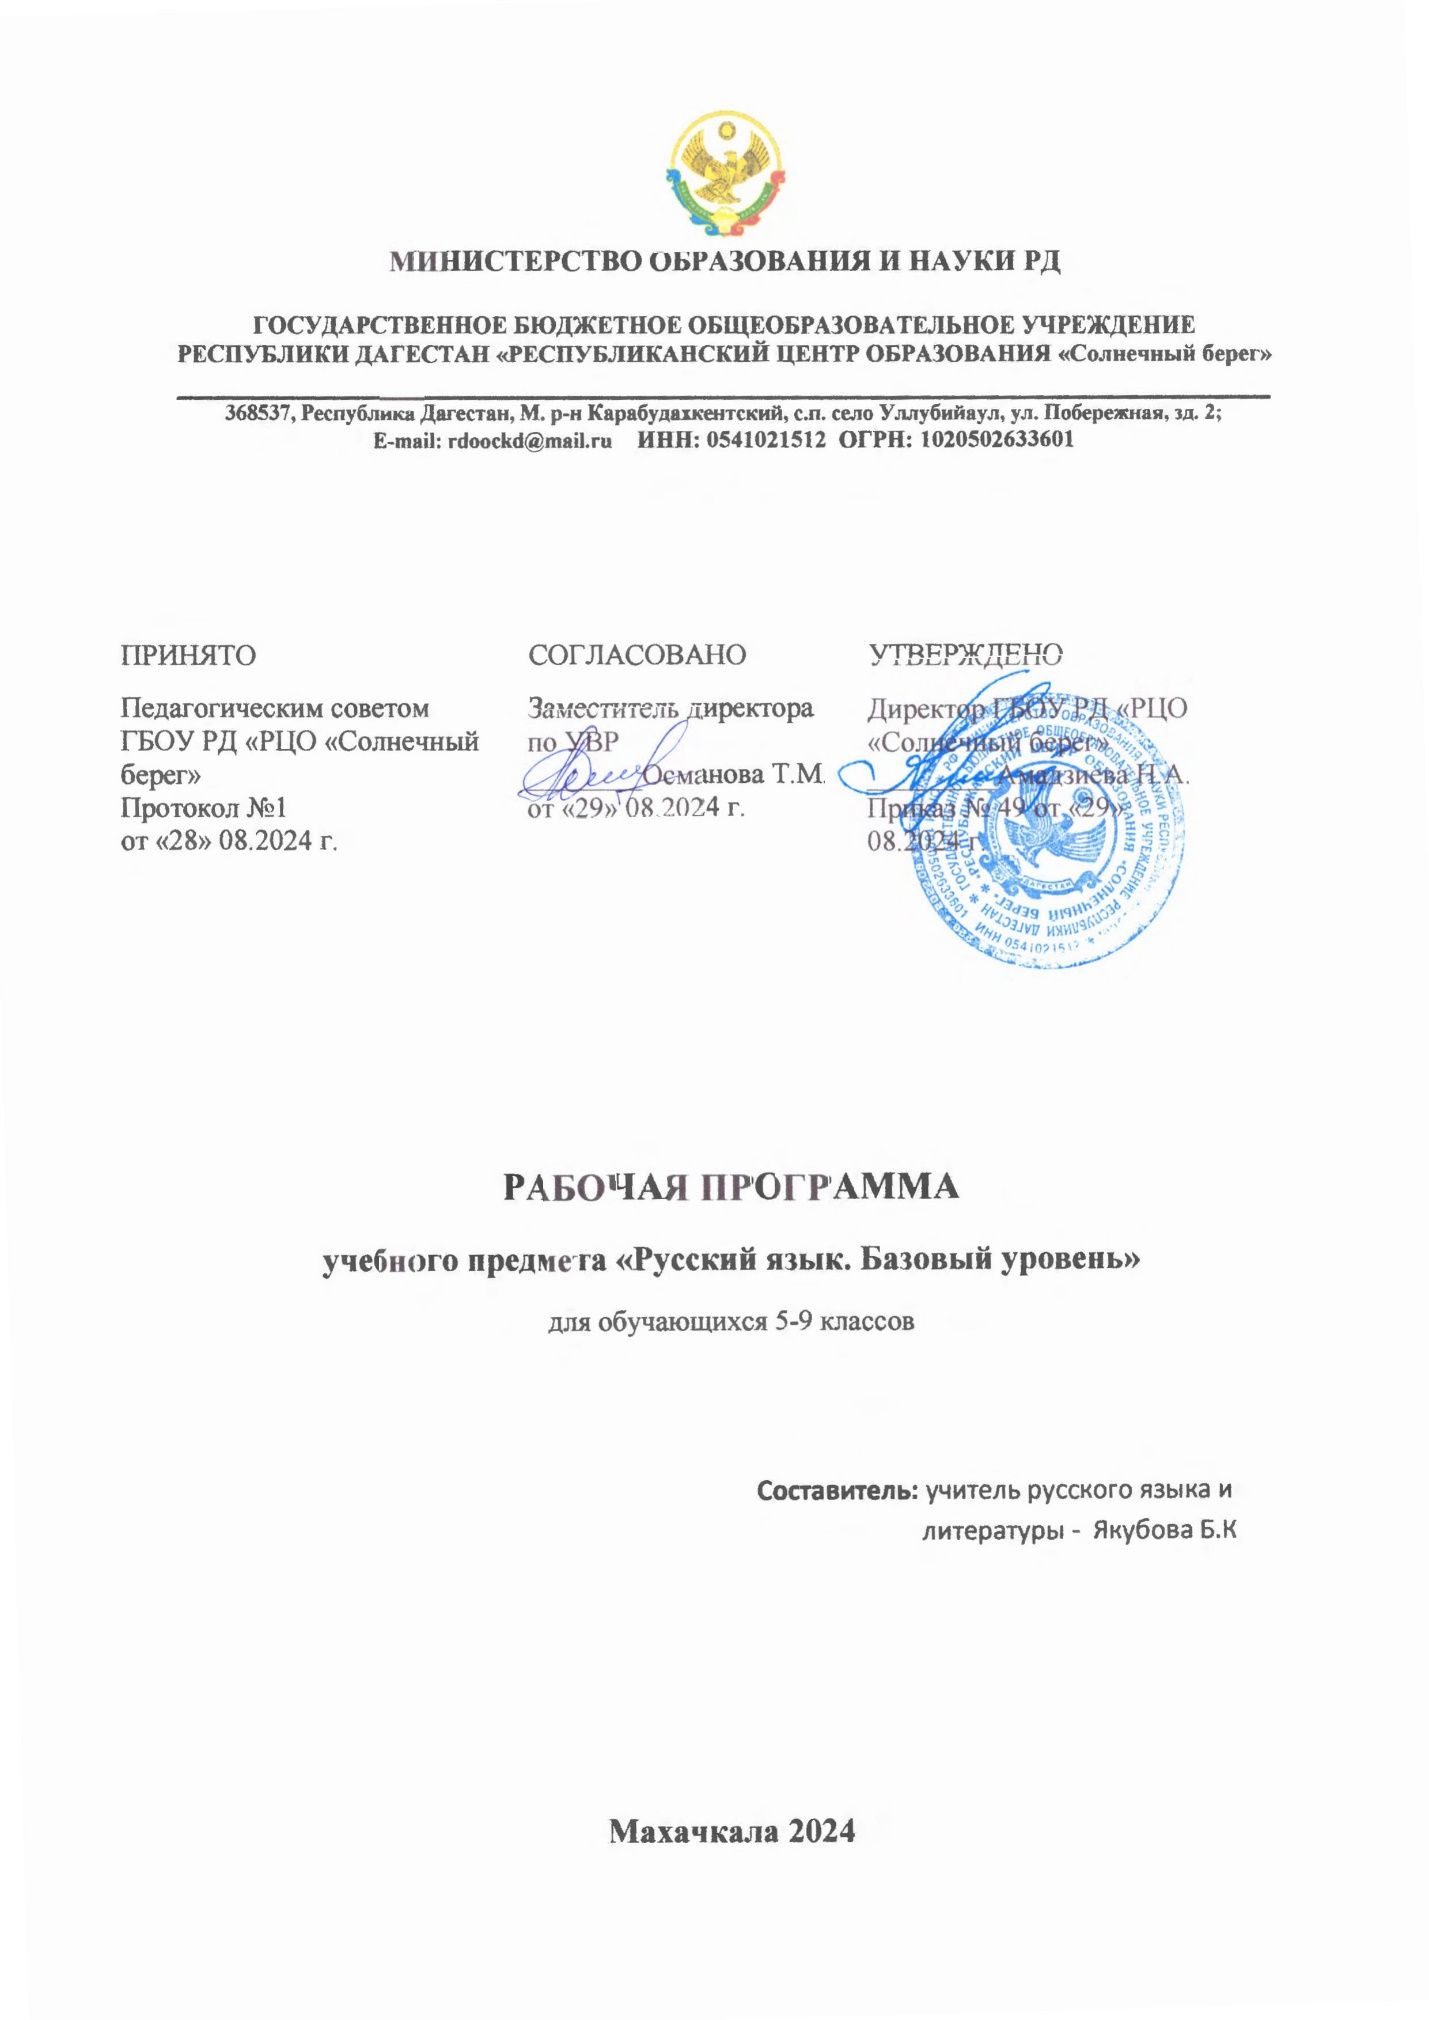 МИНИСТЕРСТВО ОБРАЗОВАНИЯ И НАУКИ РД
ГОСУДАРСТВЕННОЕ БЮДЖЕТНОЕ ОБЩЕОБРАЗОВАТЕЛЬНОЕ УЧРЕЖДЕНИЕ
РЕСПУБЛИКИ ДАГЕСТАН «РЕСПУБЛИКАНСКИЙ ЦЕНТР ОБРАЗОВАНИЯ «Солнечный берег»
368537, Республика Дагестан, М. р-н Карабудахкентский, с.п. село Уллубийаул, ул. Побережная, зд. 2;
E-mail: rdoockd@mail.ru ИНН: 0541021512 ОГРН: 1020502633601
ПРИНЯТО
Педагогическим советом
ГБОУ РД «РЦО «Солнечный
берег»
Протокол №1
от «28» 08.2024 г.
СОГЛАСОВАНО
Заместитель директора
по УВР
________Османова Т.М.
от «29» 08.2024 г.
УТВЕРЖДЕНО
Директор ГБОУ РД «РЦО
«Солнечный берег»
_________Амадзиева Н.А.
Приказ № 49 от «29»
08.2024 г.
РАБОЧАЯ ПРОГРАММА
учебного предмета «Русский язык. Базовый уровень»
для обучающихся 5-9 классов
Составитель: учитель русского языка и
литературы - Якубова Б.К
Махачкала 2024